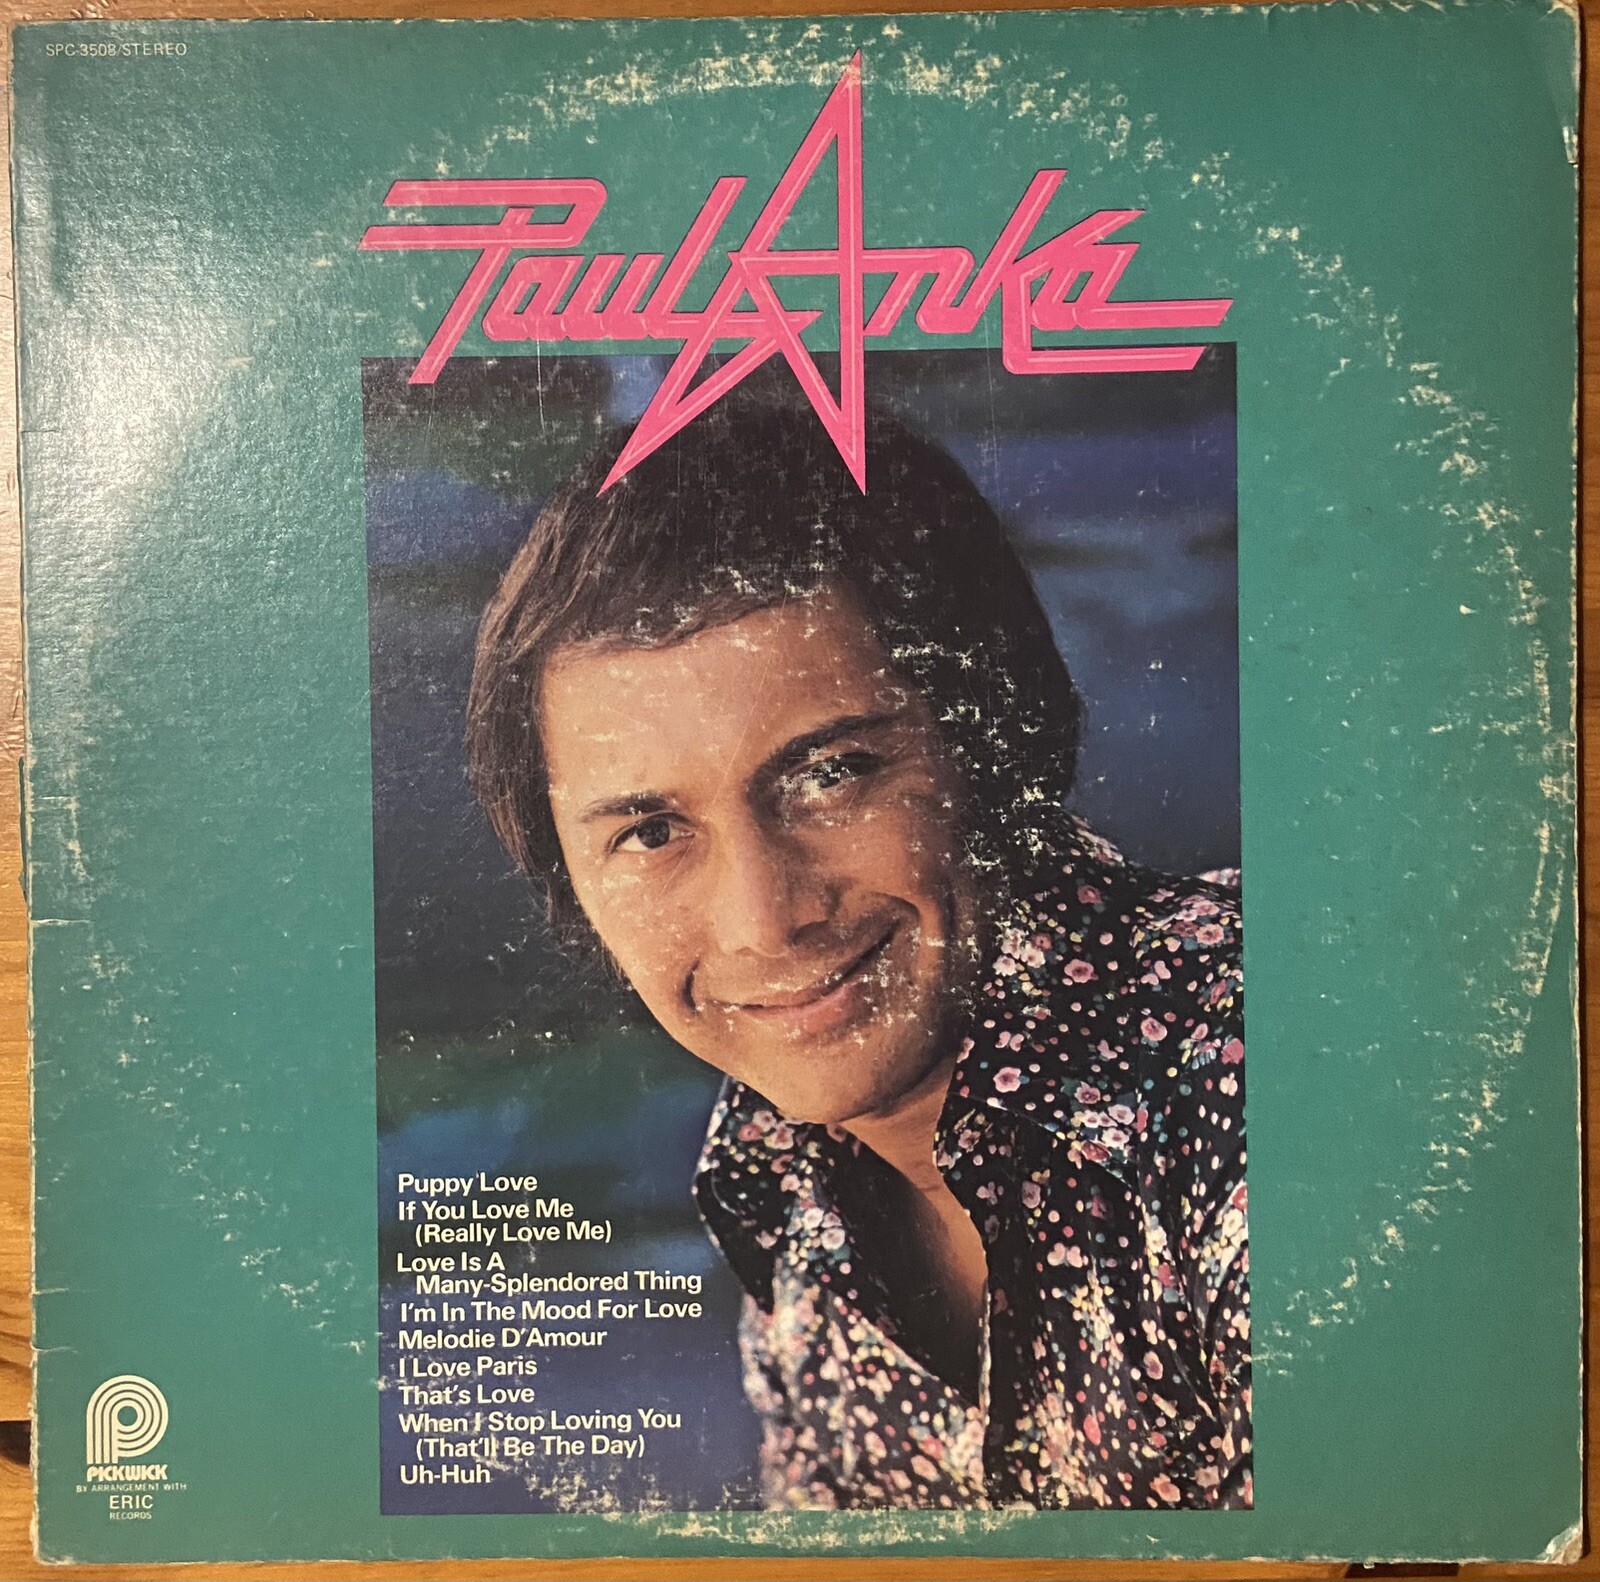 SPC-3508/STEREO
Paul Anka
Puppy Love
If You Love Me
(Really Love Me)
Love Is A
Many-Splendored Thing
I'm In The Mood For Love
Melodie D'Amour
I Love Paris
That's Love
When I Stop Loving You
(That'll Be The Day)
Uh-Huh
PICKWICK
BY ARRANGEMENT WITH
ERIC
RECORDS